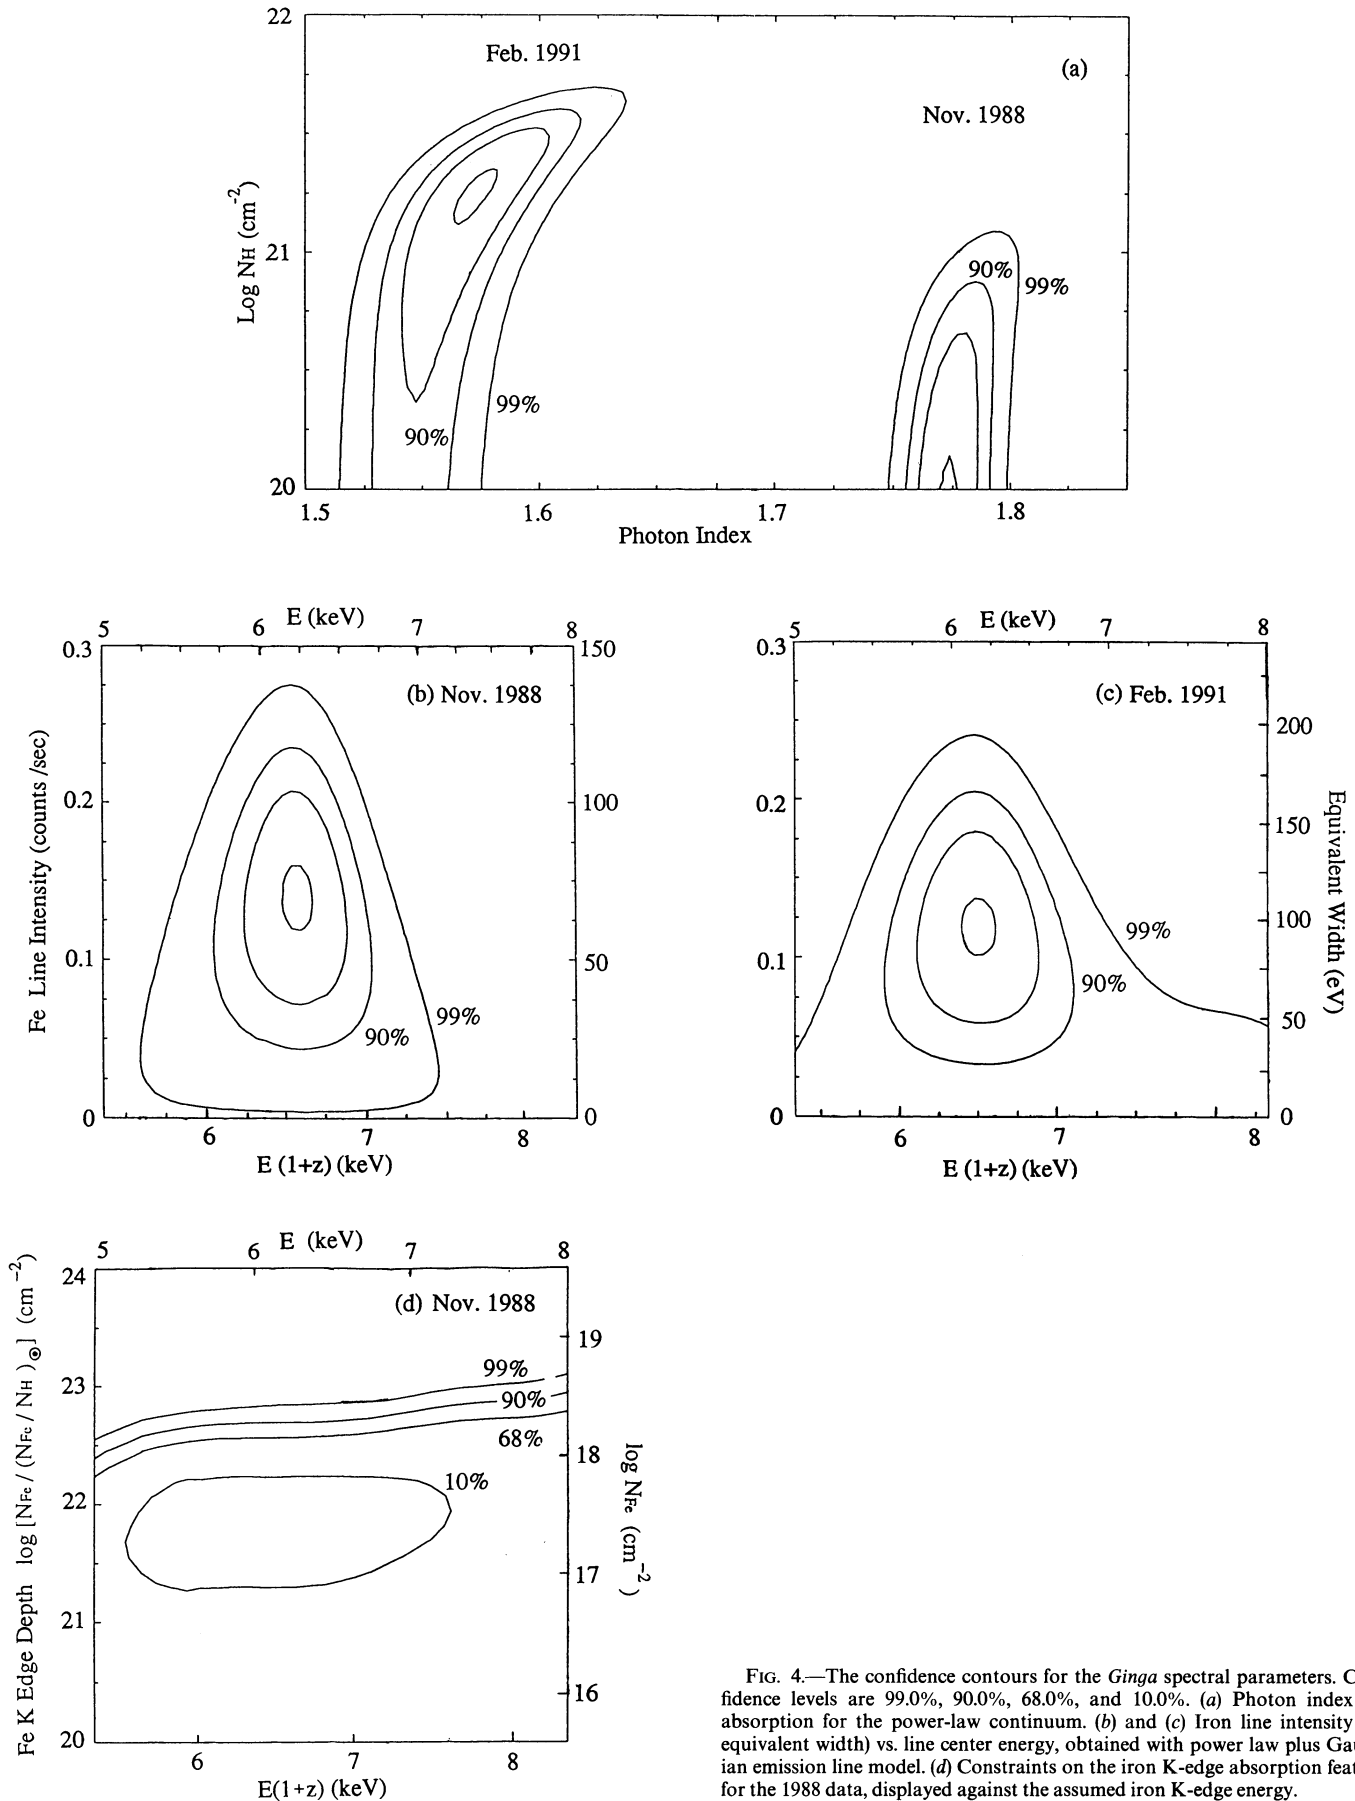 22
Feb. 1991
(a)
Nov. 1988
Log NH (cm-2)
21
90%
99%
99%
90%
20
1.5 1.6 1.7 1.8
Photon Index
E (keV)
5 6 7 8
0.3 150
(b) Nov. 1988
Fe Line Intensity (counts /sec)
0.2 100
0.1 50
99%
90%
0 0
6 7 8
E (1+z) (keV)
E (keV)
5 6 7 8
0.3
(c) Feb. 1991
200
0.2
150
Equivalent Width (eV)
99%
100
0.1
90%
50
0 0
6 7 8
E (1+z) (keV)
E (keV)
5 6 7 8
24
(d) Nov. 1988
19
Fe K Edge Depth log [NFe / (NFe / NH)⊙] (cm-2)
99%
23
90%
68%
18
log NFe (cm-2)
10%
22
17
21
16
20
6 7 8
E(1+z) (keV)
FIG. 4.—The confidence contours for the Ginga spectral parameters. C
fidence levels are 99.0%, 90.0%, 68.0%, and 10.0%. (a) Photon index
absorption for the power-law continuum. (b) and (c) Iron line intensity
equivalent width) vs. line center energy, obtained with power law plus Gau
ian emission line model. (d) Constraints on the iron K-edge absorption feat
for the 1988 data, displayed against the assumed iron K-edge energy.